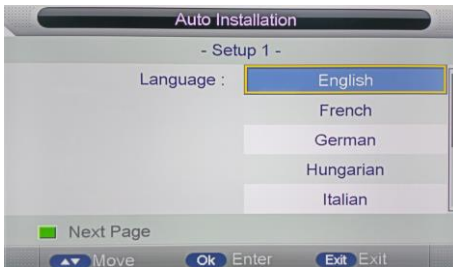 Auto Installation
- Setup 1 -
Language : English
French
German
Hungarian
Italian
Next Page
Move Ok Enter Exit Exit